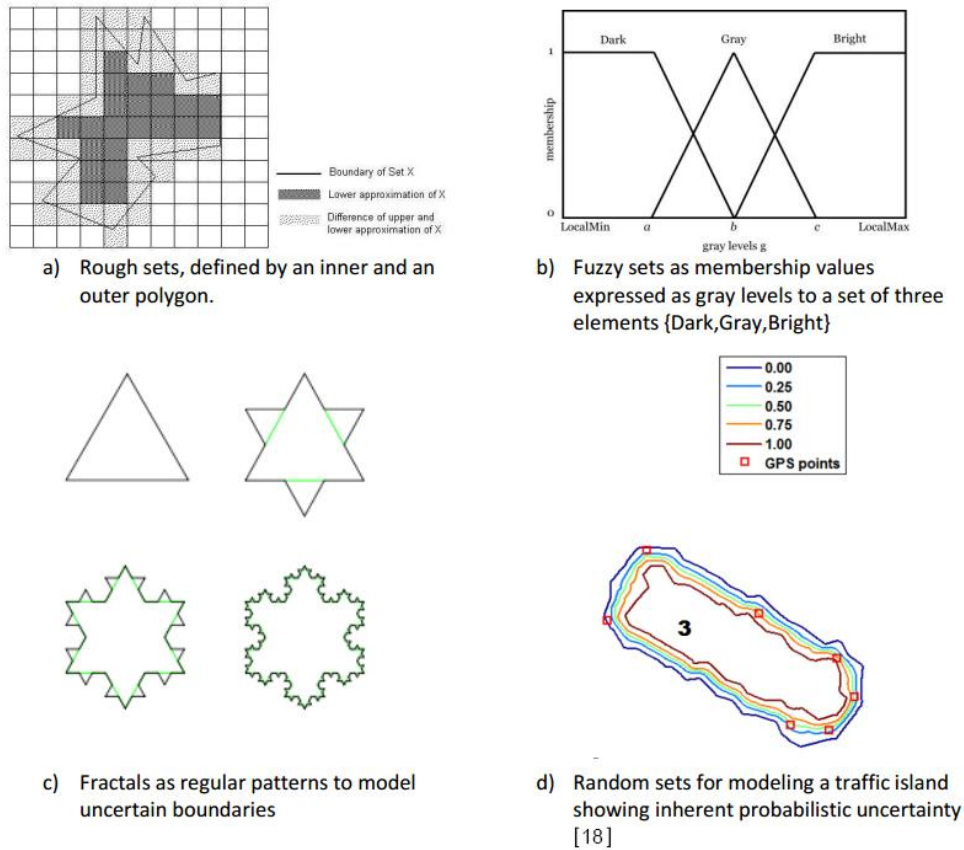 Boundary of Set X
Lower approximation of X
Difference of upper and
lower approximation of X
a) Rough sets, defined by an inner and an
outer polygon.
Dark Gray Bright
1
membership
0
LocalMin a b c LocalMax
gray levels g
b) Fuzzy sets as membership values
expressed as gray levels to a set of three
elements {Dark,Gray,Bright}
c) Fractals as regular patterns to model
uncertain boundaries
0.00
0.25
0.50
0.75
1.00
GPS points
3
d) Random sets for modeling a traffic island
showing inherent probabilistic uncertainty
[18]